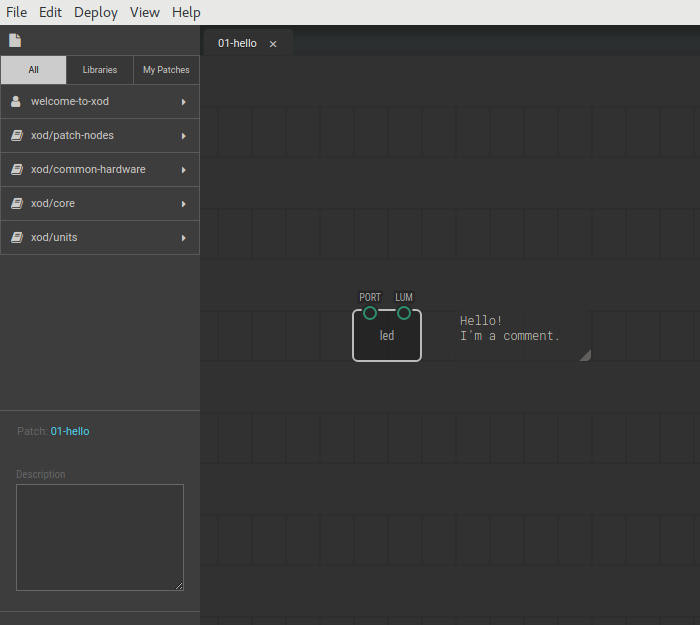 File Edit Deploy View Help
01-hello ×
All Libraries My Patches
welcome-to-xod
xod/patch-nodes
xod/common-hardware
xod/core
xod/units
PORT LUM
led
Hello!
I'm a comment.
Patch: 01-hello
Description